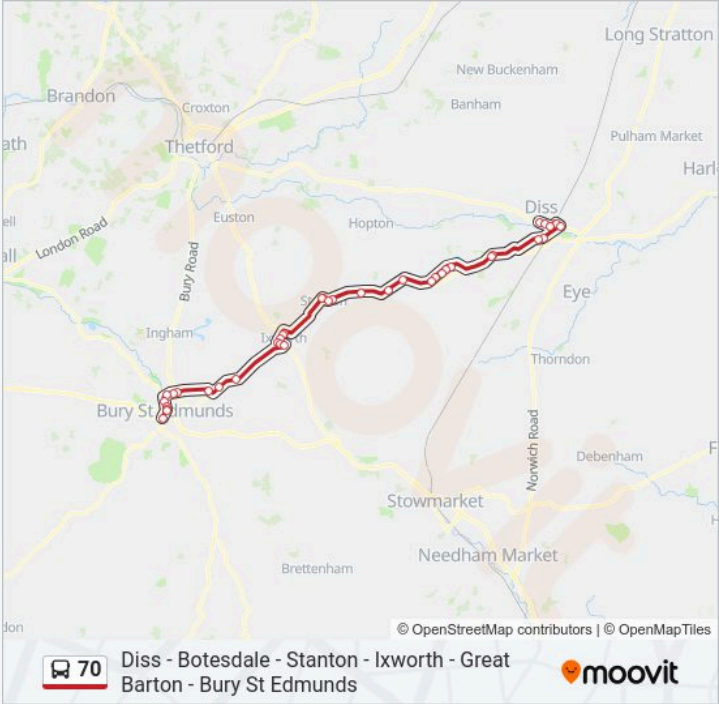 Long Stratton
New Buckenham
Brandon
Banham
Croxton
Thetford
Pulham Market
ath
Harl
Diss
ell
Euston
Hopton
all
London Road
Bury Road
Eye
Ingham
Thorndon
Bury St Edmunds
Norwich Road
Debenham
F
Stowmarket
Needham Market
Brettenham
don
© OpenStreetMap contributors | © OpenMapTiles
70
Diss - Botesdale - Stanton - Ixworth - Great
Barton - Bury St Edmunds
moovit